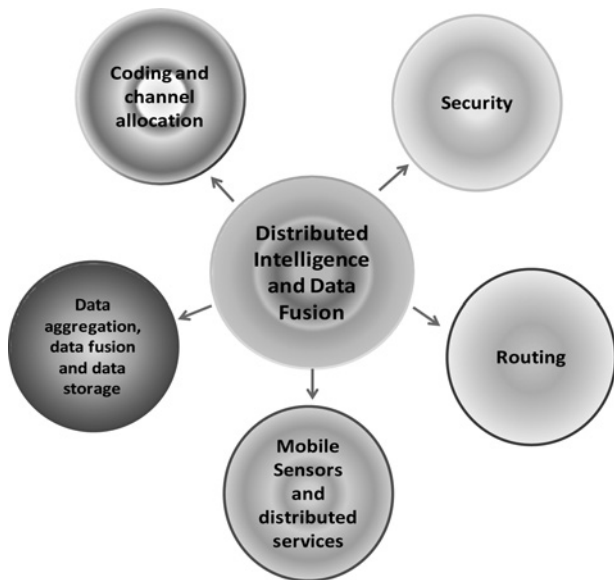 Coding and
channel
allocation
Security
Distributed
Intelligence
and Data
Fusion
Data
aggregation,
data fusion
and data
storage
Routing
Mobile
Sensors
and
distributed
services